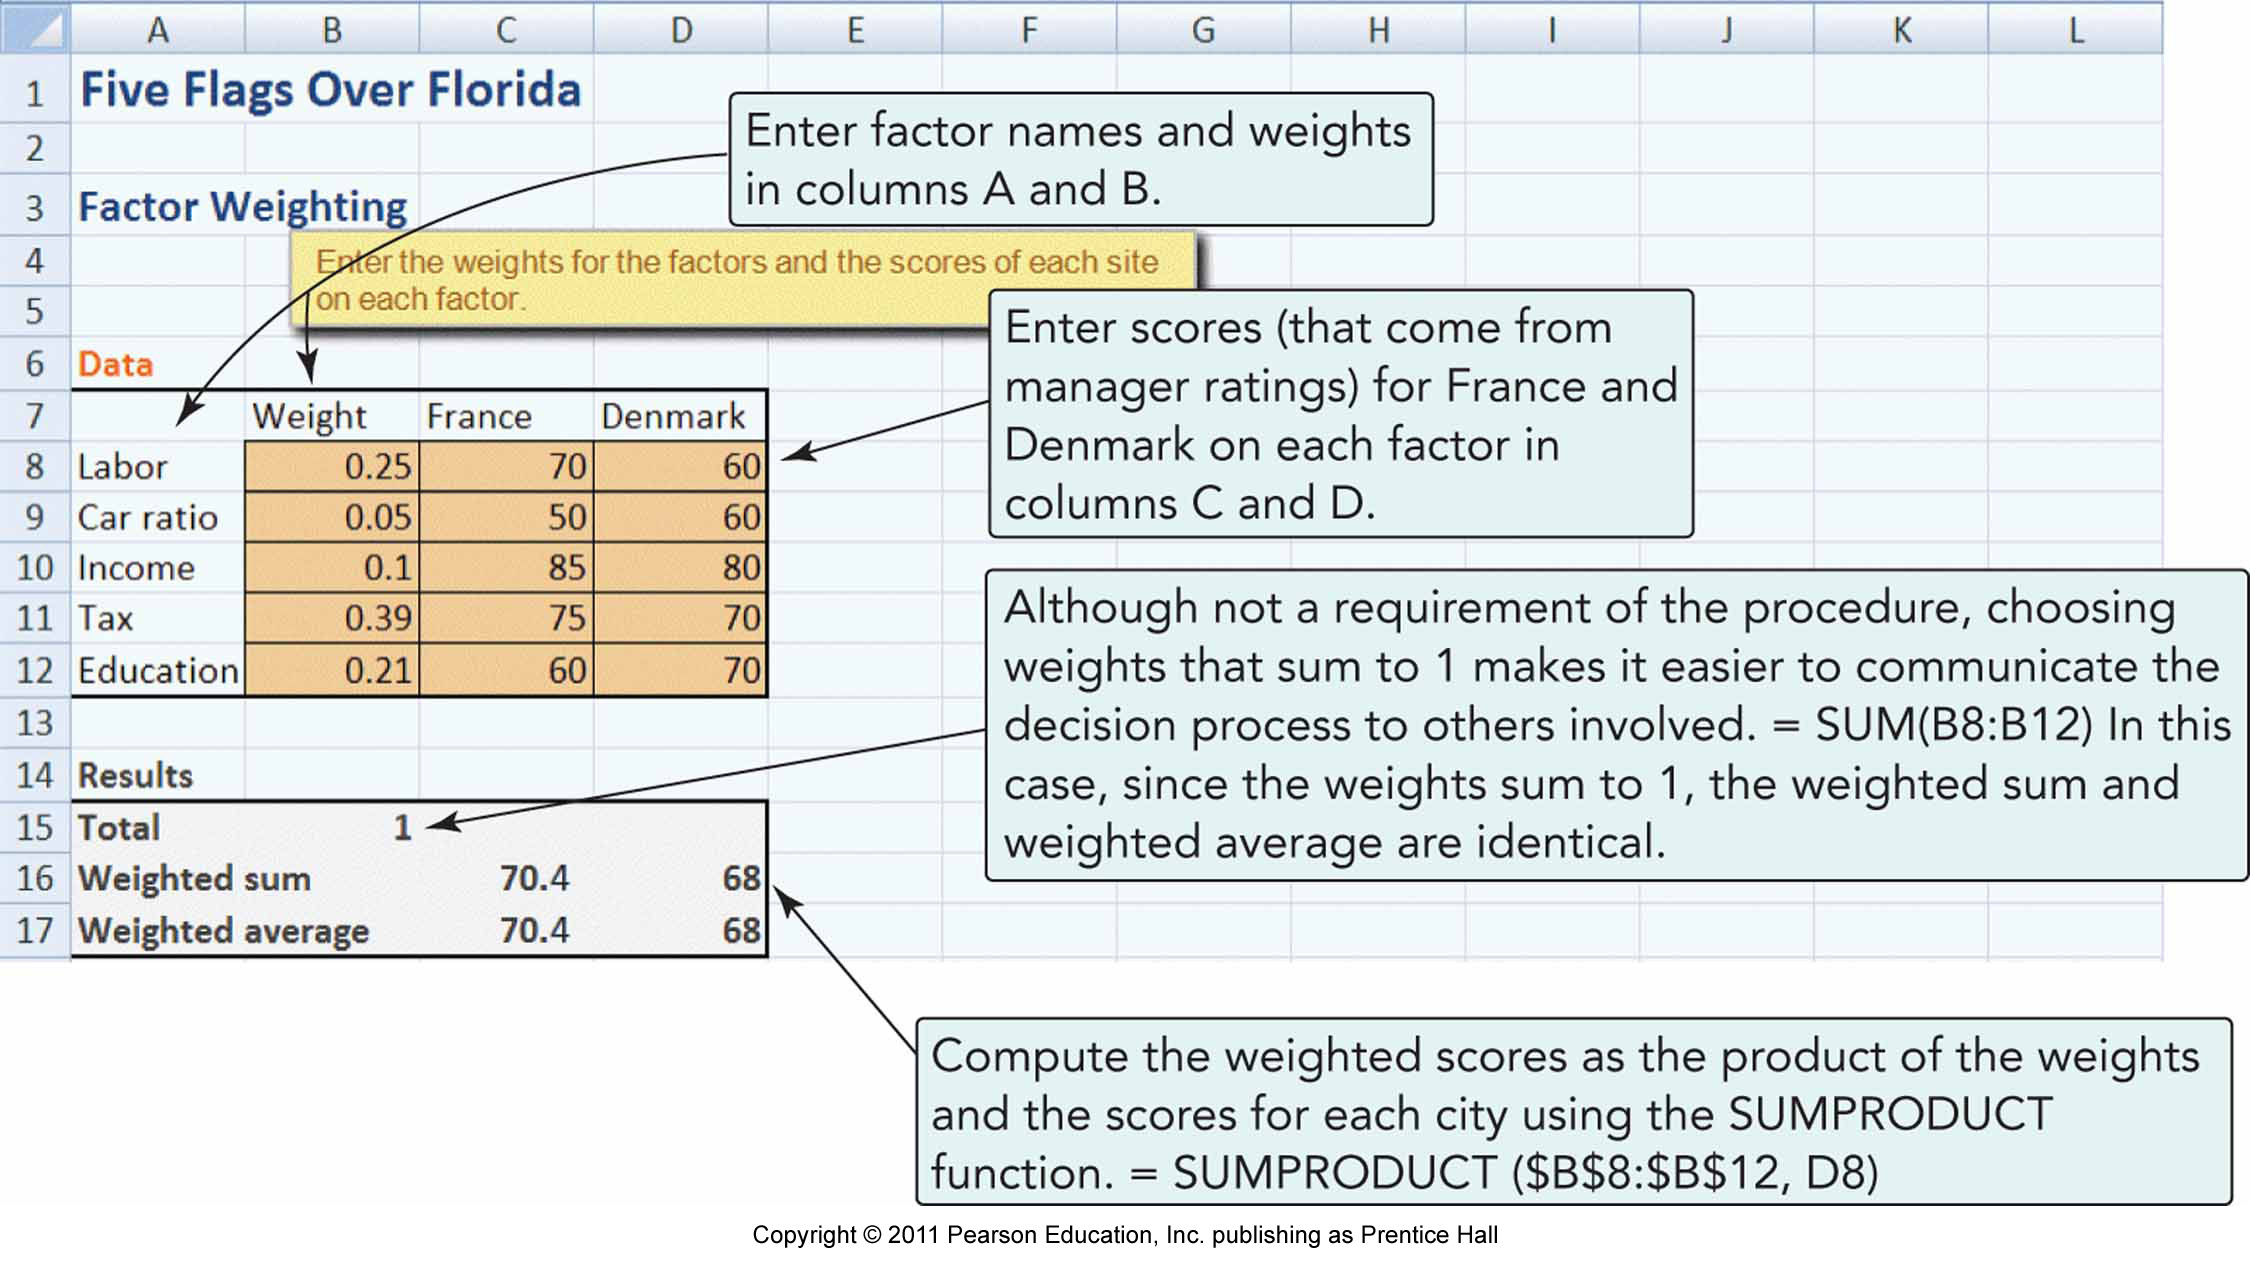 A B C D E F G H I J K L
1 Five Flags Over Florida
2
Enter factor names and weights
in columns A and B.
3 Factor Weighting
4
5
Enter the weights for the factors and the scores of each site
on each factor.
Enter scores (that come from
manager ratings) for France and
Denmark on each factor in
columns C and D.
6 Data
7 Weight France Denmark
8 Labor 0.25 70 60
9 Car ratio 0.05 50 60
10 Income 0.1 85 80
11 Tax 0.39 75 70
12 Education 0.21 60 70
13
Although not a requirement of the procedure, choosing
weights that sum to 1 makes it easier to communicate the
decision process to others involved. = SUM(B8:B12) In this
case, since the weights sum to 1, the weighted sum and
weighted average are identical.
14 Results
15 Total 1
16 Weighted sum 70.4 68
17 Weighted average 70.4 68
Compute the weighted scores as the product of the weights
and the scores for each city using the SUMPRODUCT
function. = SUMPRODUCT ($B$8:$B$12, D8)
Copyright © 2011 Pearson Education, Inc. publishing as Prentice Hall